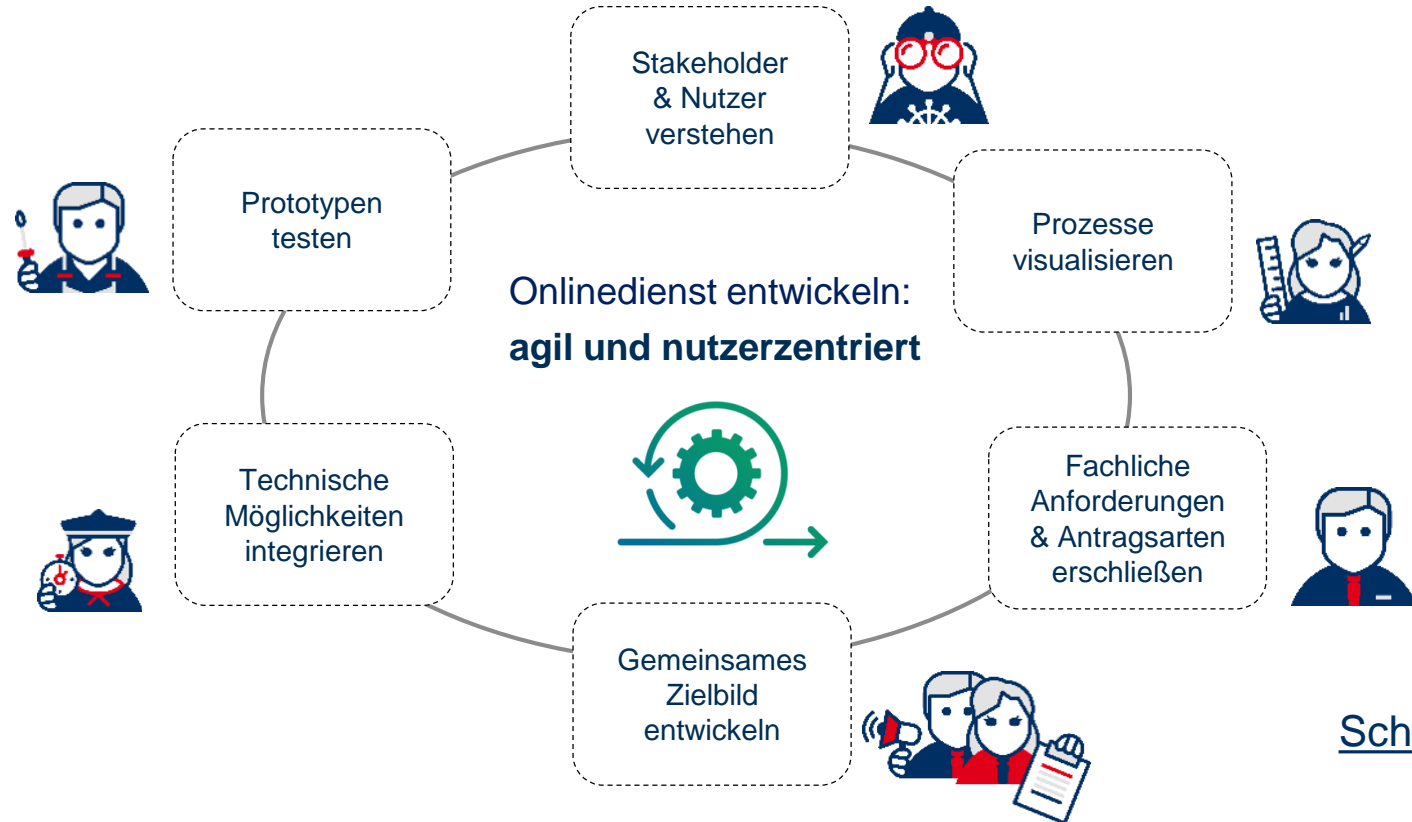 Stakeholder
& Nutzer
verstehen
Prozesse
visualisieren
Fachliche
Anforderungen
& Antragsarten
erschließen
Gemeinsames
Zielbild
entwickeln
Technische
Möglichkeiten
integrieren
Prototypen
testen
Onlinedienst entwickeln:
agil und nutzerzentriert
Sch